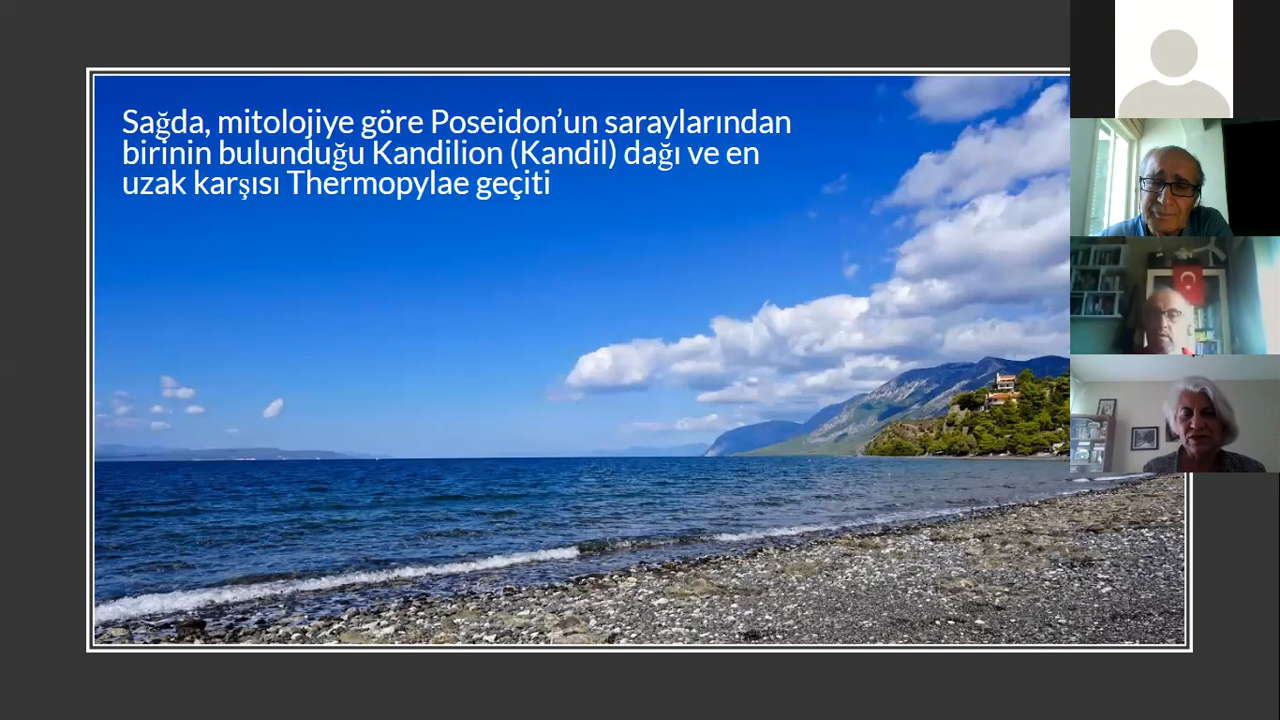 Sağda, mitolojiye göre Poseidon’un saraylarından
birinin bulunduğu Kandilion (Kandil) dağı ve en
uzak karşısı Thermopylae geçiti